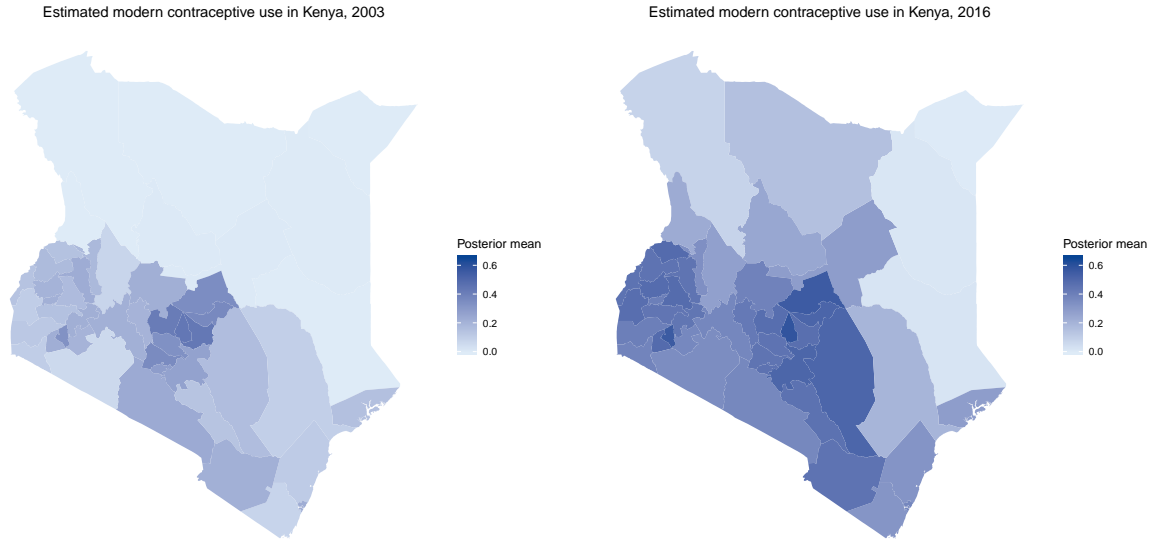 Estimated modern contraceptive use in Kenya, 2003
Posterior mean
0.6
0.4
0.2
0.0
Estimated modern contraceptive use in Kenya, 2016
Posterior mean
0.6
0.4
0.2
0.0